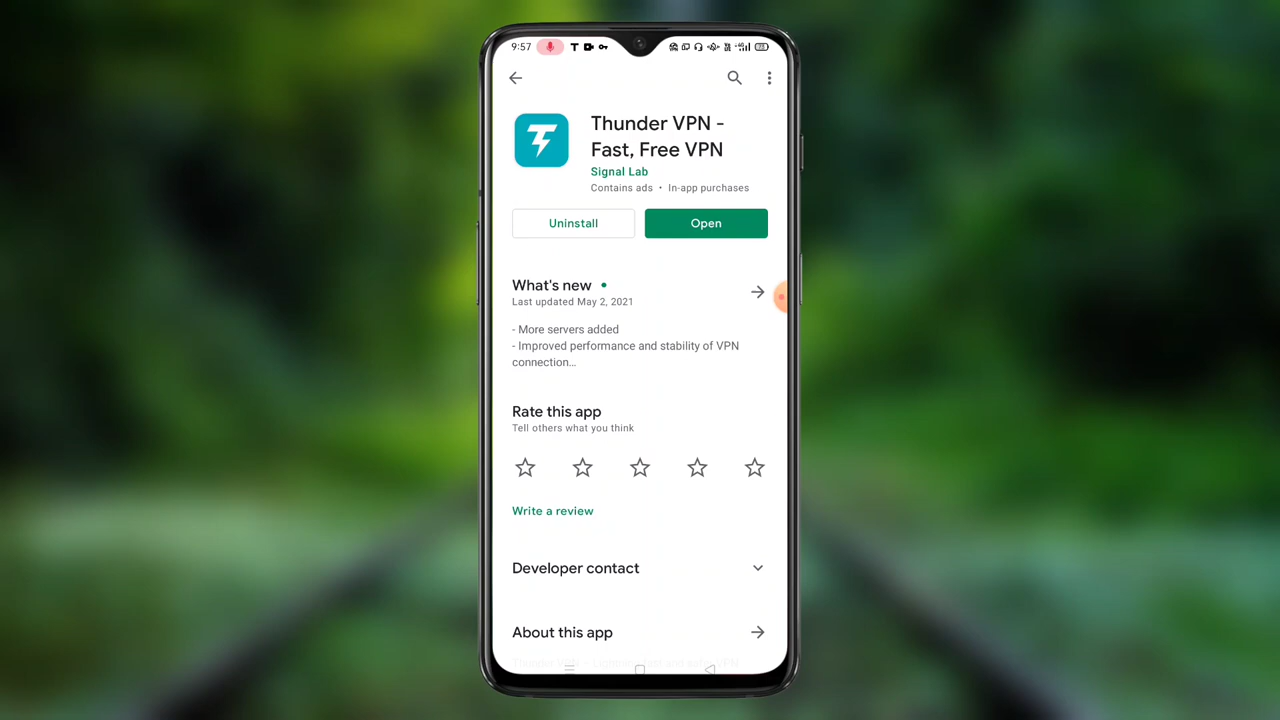 9:57
Thunder VPN -
Fast, Free VPN
Signal Lab
Contains ads • In-app purchases
Uninstall
Open
What's new
Last updated May 2, 2021
- More servers added
- Improved performance and stability of VPN
connection...
Rate this app
Tell others what you think
Write a review
Developer contact
About this app